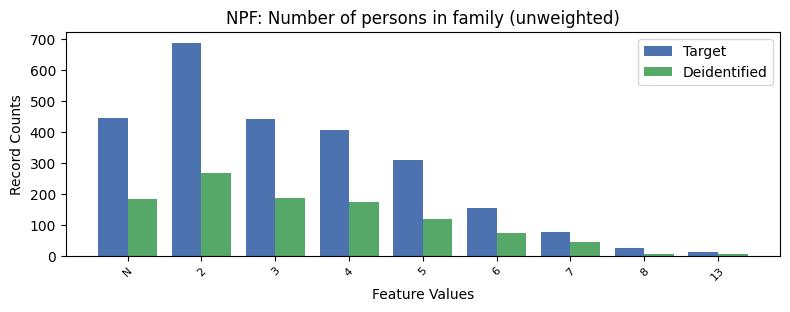 NPF: Number of persons in family (unweighted)
Target
Deidentified
Record Counts
700
600
500
400
300
200
100
0
N 2 3 4 5 6 7 8 13
Feature Values